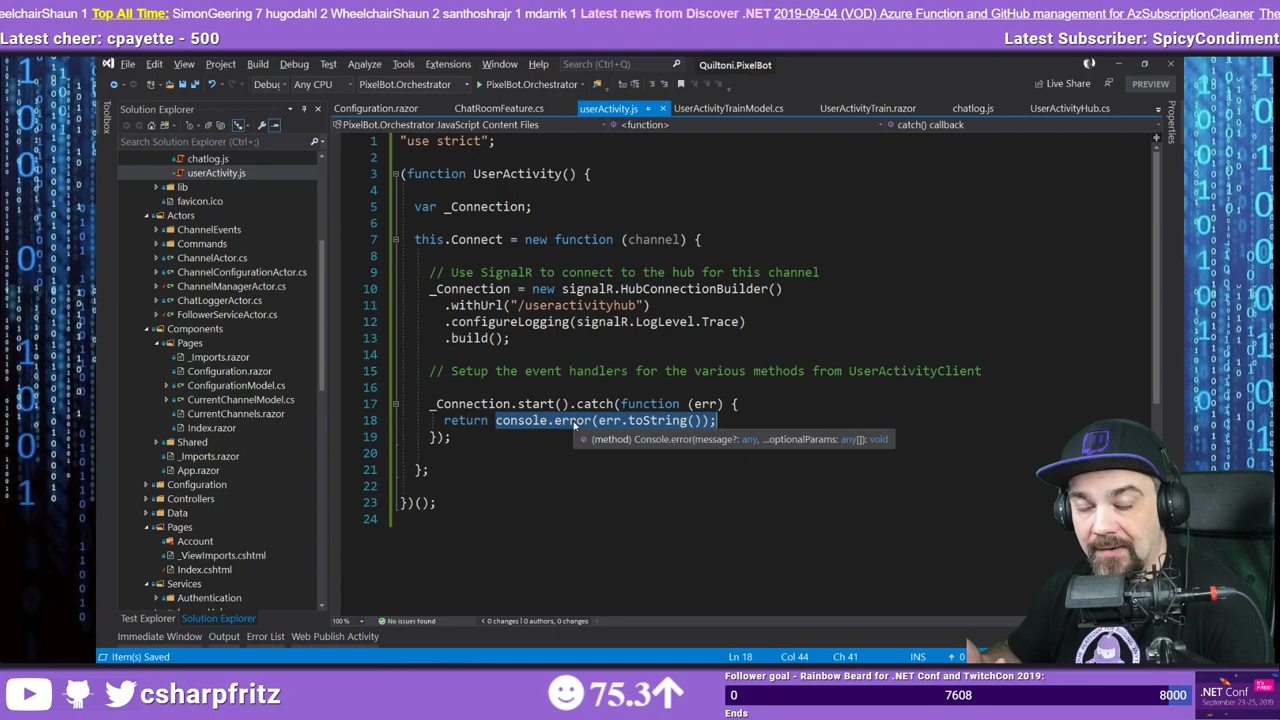 eelchairShaun 1 Top All Time: SimonGeering 7 hugodahl 2 WheelchairShaun 2 santhoshrajr 1 mdarrik 1 Latest news from Discover .NET 2019-09-04 (VOD) Azure Function and GitHub management for AzSubscriptionCleaner The
Latest cheer: cpayette - 500
Latest Subscriber: SpicyCondiment
File Edit View Project Build Debug Test Analyze Tools Extensions Window Help Search (Ctrl+;) Quiltoni.PixelBot
Debug Any CPU PixelBot.Orchestrator PixelBot.Orchestrator Live Share PREVIEW
Toolbox
Properties
Solution Explorer
Search Solution Explorer (Ctrl+;)
chatlog.js
userActivity.js
lib
favicon.ico
Actors
ChannelEvents
Commands
ChannelActor.cs
ChannelConfigurationActor.cs
ChannelManagerActor.cs
ChatLoggerActor.cs
FollowerServiceActor.cs
Components
Pages
_Imports.razor
Configuration.razor
ConfigurationModel.cs
CurrentChannelModel.cs
CurrentChannels.razor
Index.razor
Shared
_Imports.razor
App.razor
Configuration
Controllers
Data
Pages
Account
_ViewImports.cshtml
Index.cshtml
Services
Authentication
Test Explorer Solution Explorer
Configuration.razor ChatRoomFeature.cs userActivity.js UserActivityTrainModel.cs UserActivityTrain.razor chatlog.js UserActivityHub.cs
PixelBot.Orchestrator JavaScript Content Files <function> catch() callback
1 "use strict";
2
3 (function UserActivity() {
4
5 var _Connection;
6
7 this.Connect = new function (channel) {
8
9 // Use SignalR to connect to the hub for this channel
10 _Connection = new signalR.HubConnectionBuilder()
11 .withUrl("/useractivityhub")
12 .configureLogging(signalR.LogLevel.Trace)
13 .build();
14
15 // Setup the event handlers for the various methods from UserActivityClient
16
17 _Connection.start().catch(function (err) {
18 return console.error(err.toString());
19 });
(method) Console.error(message?: any, ...optionalParams: any[]): void
20
21 };
22
23 })();
24
100 % No issues found 0 changes | 0 authors, 0 changes
Immediate Window Output Error List Web Publish Activity
Item(s) Saved Ln 18 Col 44 Ch 41 INS 0
csharpfritz
75.3
Follower goal - Rainbow Beard for .NET Conf and TwitchCon 2019:
0 7608 8000
Ends
.NET Conf
September 23-25, 2019